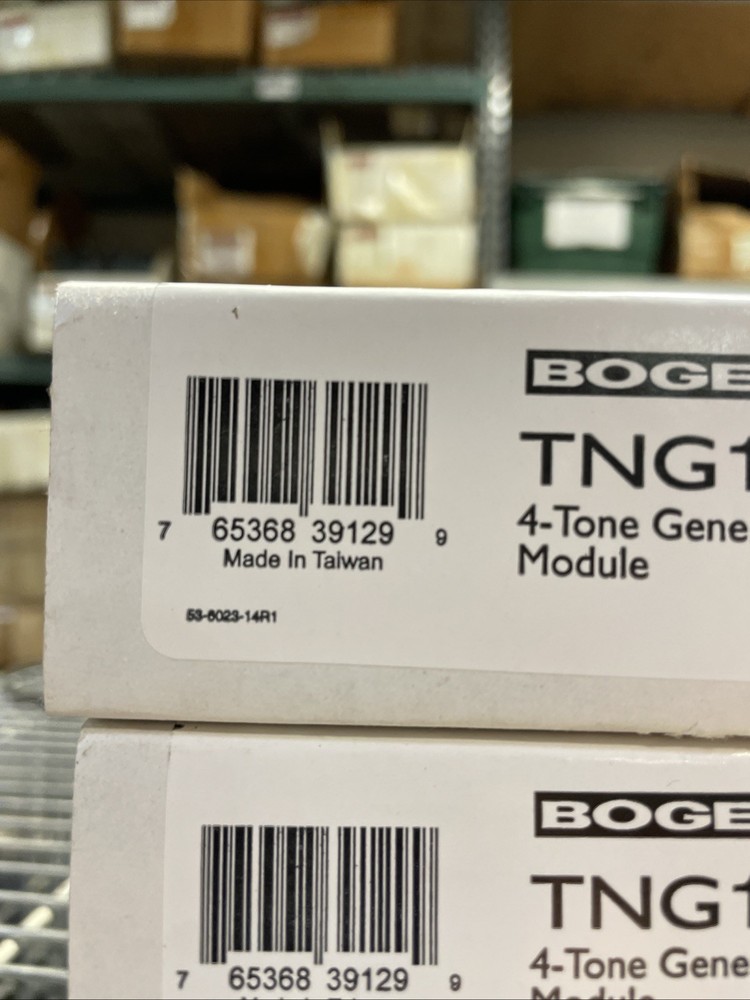 BOGE
TNG1
4-Tone Gene
Module
7 65368 39129 9
Made In Taiwan
53-6023-14R1
BOGE
TNG1
4-Tone Gene
Module
7 65368 39129 9